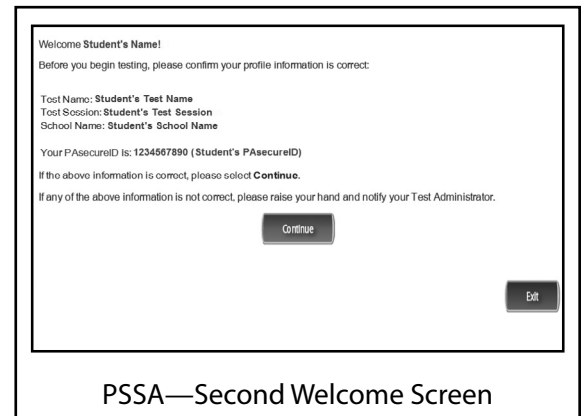 Welcome Student's Name!
Before you begin testing, please confirm your profile information is correct:
Test Name: Student's Test Name
Test Session: Student's Test Session
School Name: Student's School Name
Your PAsecureID is: 1234567890 (Student's PAsecureID)
If the above information is correct, please select Continue.
If any of the above information is not correct, please raise your hand and notify your Test Administrator.
Continue
Exit
PSSA—Second Welcome Screen